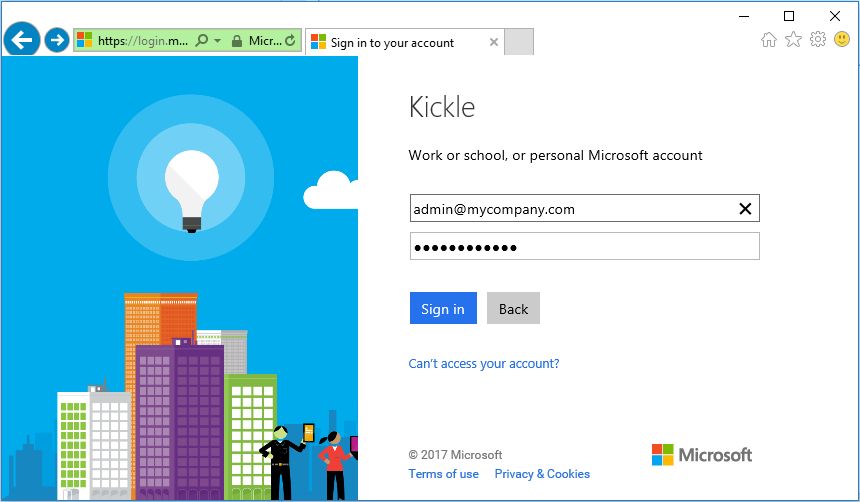 https://login.m...
Micr...
Sign in to your account
Kickle
Work or school, or personal Microsoft account
admin@mycompany.com
••••••••••••
Sign in
Back
Can't access your account?
© 2017 Microsoft
Terms of use
Privacy & Cookies
Microsoft